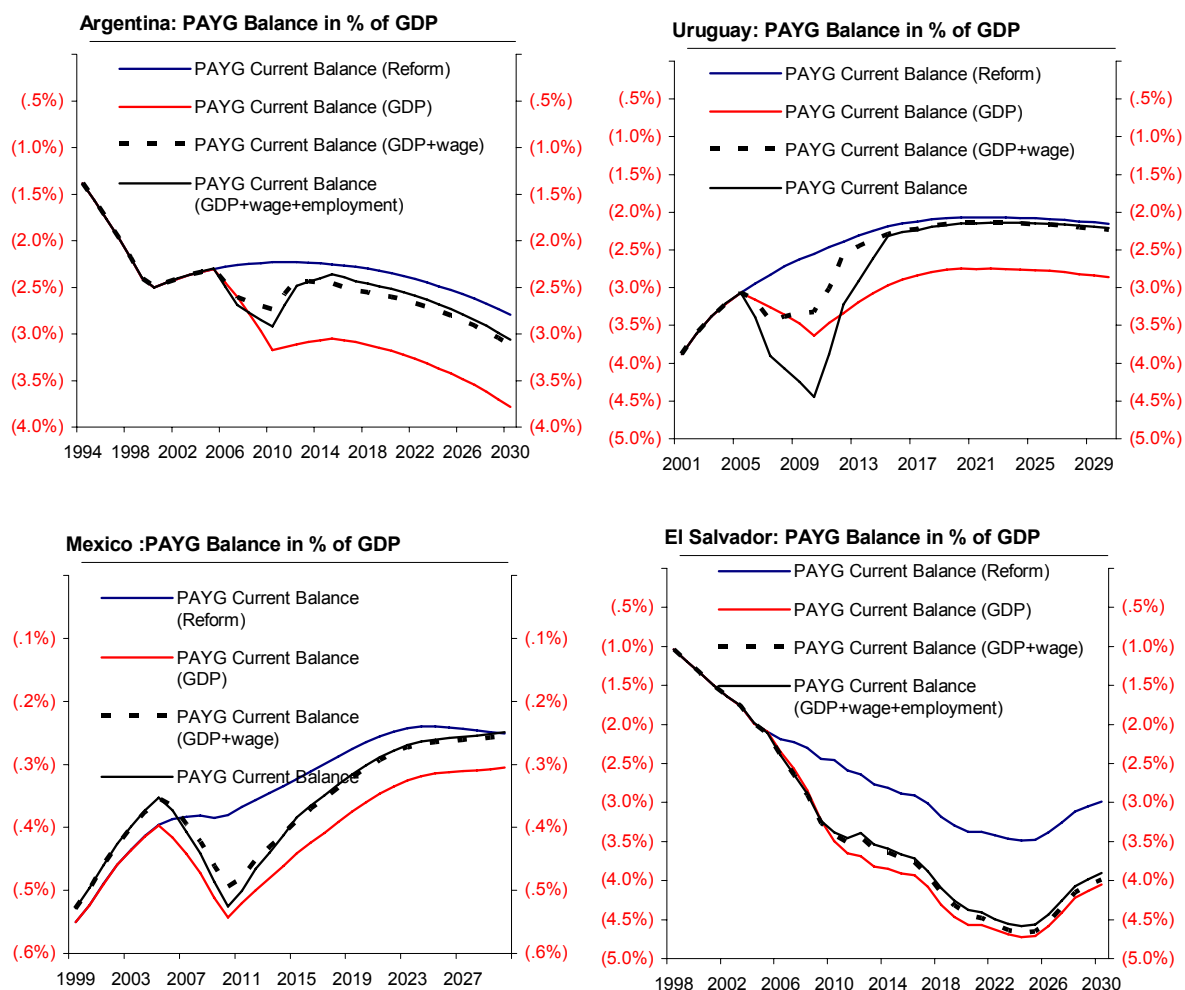 Argentina: PAYG Balance in % of GDP
PAYG Current Balance (Reform)
PAYG Current Balance (GDP)
PAYG Current Balance (GDP+wage)
PAYG Current Balance
(GDP+wage+employment)
(.5%) (.5%)
(1.0%) (1.0%)
(1.5%) (1.5%)
(2.0%) (2.0%)
(2.5%) (2.5%)
(3.0%) (3.0%)
(3.5%) (3.5%)
(4.0%) (4.0%)
1994 1998 2002 2006 2010 2014 2018 2022 2026 2030
Uruguay: PAYG Balance in % of GDP
PAYG Current Balance (Reform)
PAYG Current Balance (GDP)
PAYG Current Balance (GDP+wage)
PAYG Current Balance
(.5%) (.5%)
(1.0%) (1.0%)
(1.5%) (1.5%)
(2.0%) (2.0%)
(2.5%) (2.5%)
(3.0%) (3.0%)
(3.5%) (3.5%)
(4.0%) (4.0%)
(4.5%) (4.5%)
(5.0%) (5.0%)
2001 2005 2009 2013 2017 2021 2025 2029
Mexico :PAYG Balance in % of GDP
PAYG Current Balance
(Reform)
PAYG Current Balance
(GDP)
PAYG Current Balance
(GDP+wage)
PAYG Current Balance
(.1%) (.1%)
(.2%) (.2%)
(.3%) (.3%)
(.4%) (.4%)
(.5%) (.5%)
(.6%) (.6%)
1999 2003 2007 2011 2015 2019 2023 2027
El Salvador: PAYG Balance in % of GDP
PAYG Current Balance (Reform)
PAYG Current Balance (GDP)
PAYG Current Balance (GDP+wage)
PAYG Current Balance
(GDP+wage+employment)
(.5%) (.5%)
(1.0%) (1.0%)
(1.5%) (1.5%)
(2.0%) (2.0%)
(2.5%) (2.5%)
(3.0%) (3.0%)
(3.5%) (3.5%)
(4.0%) (4.0%)
(4.5%) (4.5%)
(5.0%) (5.0%)
1998 2002 2006 2010 2014 2018 2022 2026 2030